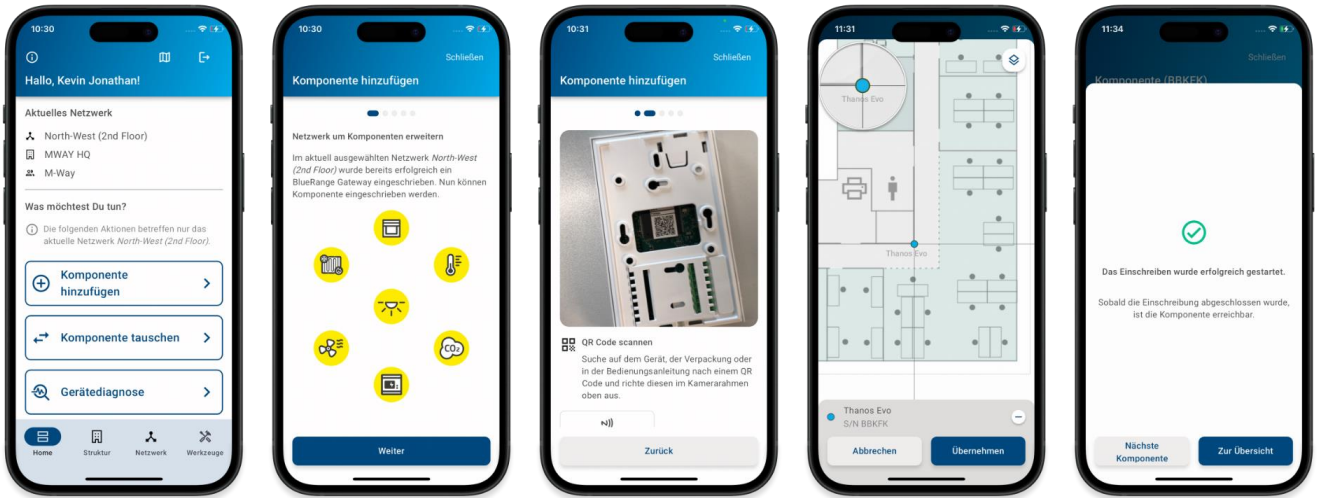 10:30
Hallo, Kevin Jonathan!
Aktuelles Netzwerk
North-West (2nd Floor)
MWAY HQ
M-Way
Was möchtest Du tun?
Die folgenden Aktionen betreffen nur das
aktuelle Netzwerk North-West (2nd Floor).
Komponente
hinzufügen
Komponente tauschen
Gerätediagnose
Home
Struktur
Netzwerk
Werkzeuge
10:30
Schließen
Komponente hinzufügen
Netzwerk um Komponenten erweitern
Im aktuell ausgewählten Netzwerk North-West
(2nd Floor) wurde bereits erfolgreich ein
BlueRange Gateway eingeschrieben. Nun können
Komponente eingeschrieben werden.
CO2
Weiter
10:31
Schließen
Komponente hinzufügen
QR Code scannen
Suche auf dem Gerät, der Verpackung oder
in der Bedienungsanleitung nach einem QR
Code und richte diesen im Kamerarahmen
oben aus.
Zurück
11:31
Thanos Evo
Thanos Evo
Thanos Evo
S/N BBKFK
Abbrechen
Übernehmen
11:34
Schließen
Komponente (BBKFK)
Das Einschreiben wurde erfolgreich gestartet.
Sobald die Einschreibung abgeschlossen wurde,
ist die Komponente erreichbar.
Nächste
Komponente
Zur Übersicht